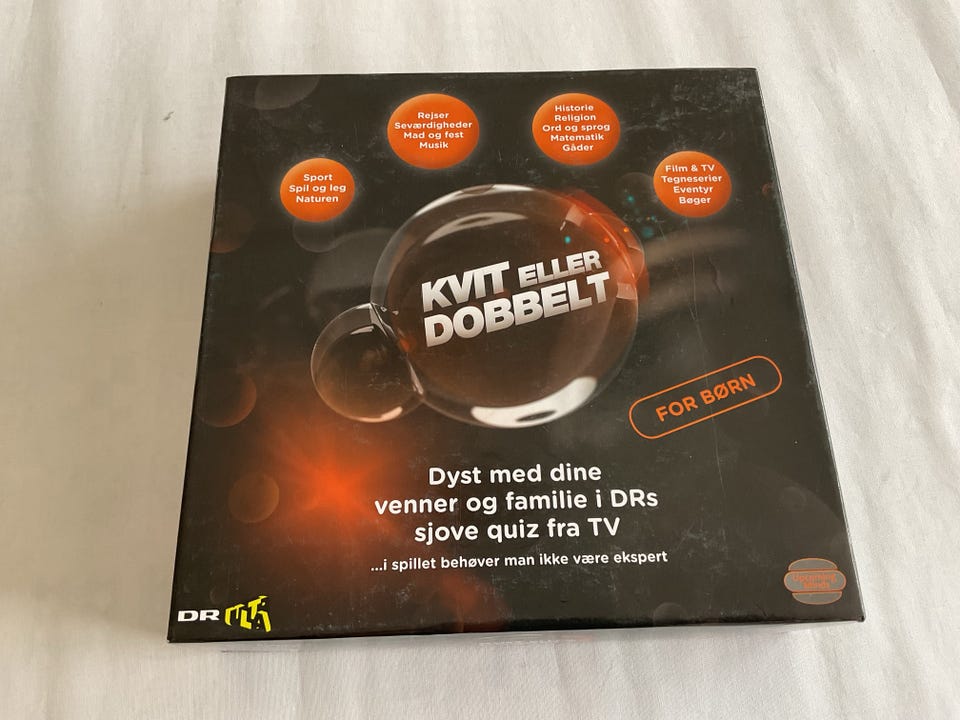 Rejser
Seværdigheder
Mad og fest
Musik
Historie
Religion
Ord og sprog
Matematik
Gåder
Sport
Spil og leg
Naturen
Film & TV
Tegneserier
Eventyr
Bøger
KVIT ELLER
DOBBELT
FOR BØRN
Dyst med dine
venner og familie i DRs
sjove quiz fra TV
...i spillet behøver man ikke være ekspert
DR ULTRA